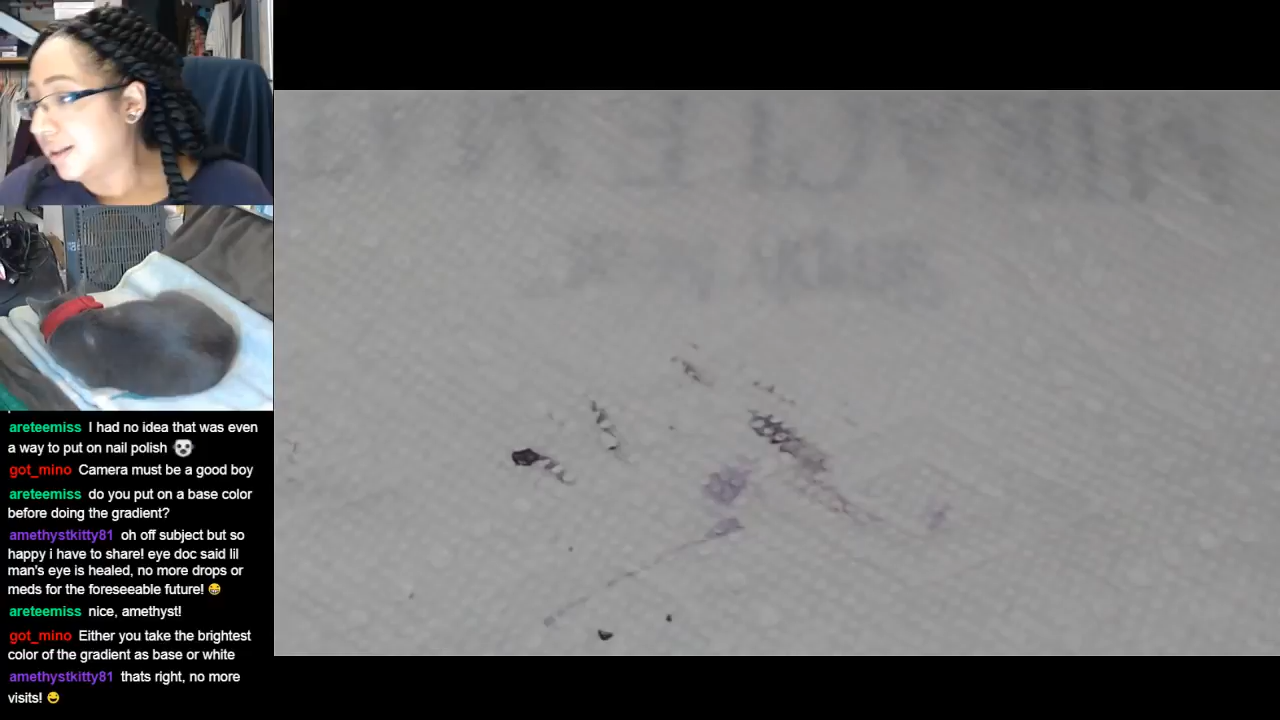 areteemiss I had no idea that was even
a way to put on nail polish
got_mino Camera must be a good boy
areteemiss do you put on a base color
before doing the gradient?
amethystkitty81 oh off subject but so
happy i have to share! eye doc said lil
man's eye is healed, no more drops or
meds for the foreseeable future!
areteemiss nice, amethyst!
got_mino Either you take the brightest
color of the gradient as base or white
amethystkitty81 thats right, no more
visits!